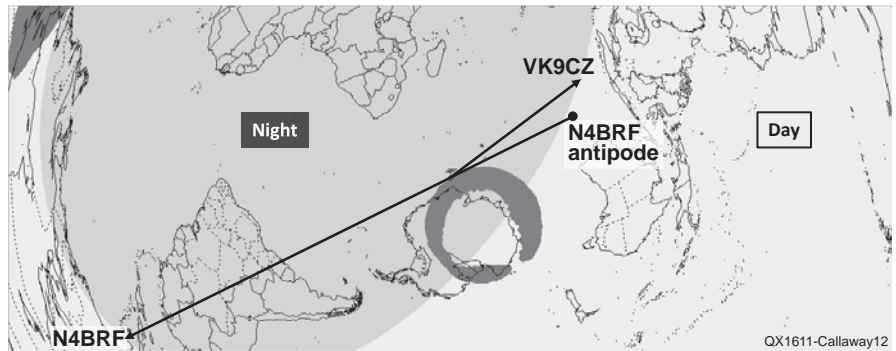 VK9CZ
Night
N4BRF
antipode
Day
N4BRF
QX1611-Callaway12